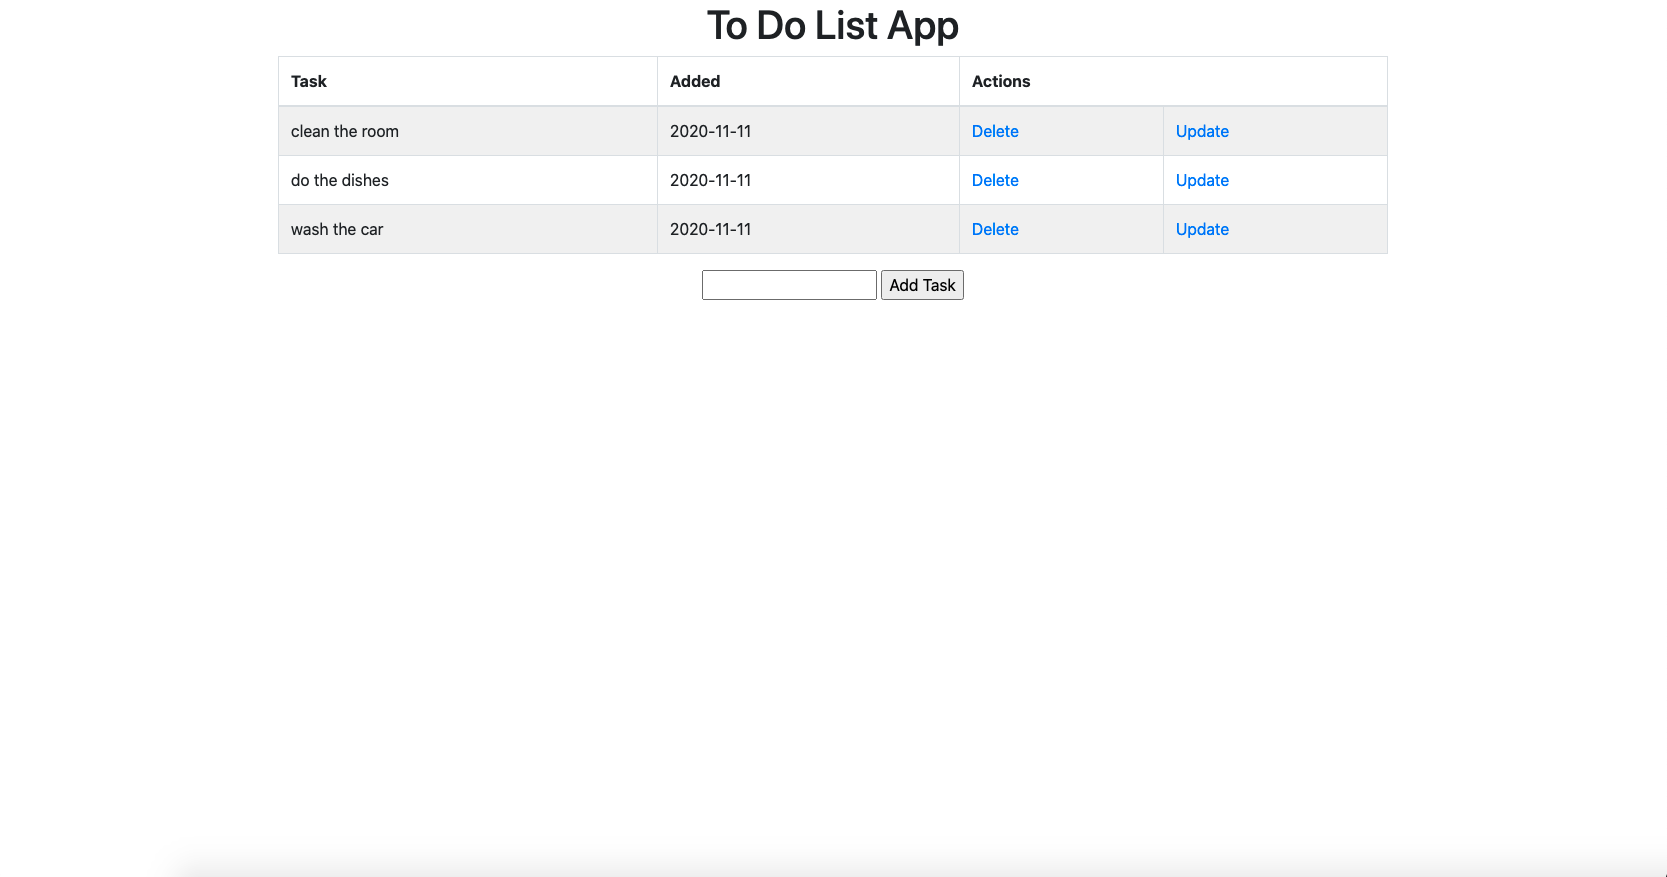 To Do List App
Task Added Actions
clean the room 2020-11-11 Delete Update
do the dishes 2020-11-11 Delete Update
wash the car 2020-11-11 Delete Update
Add Task